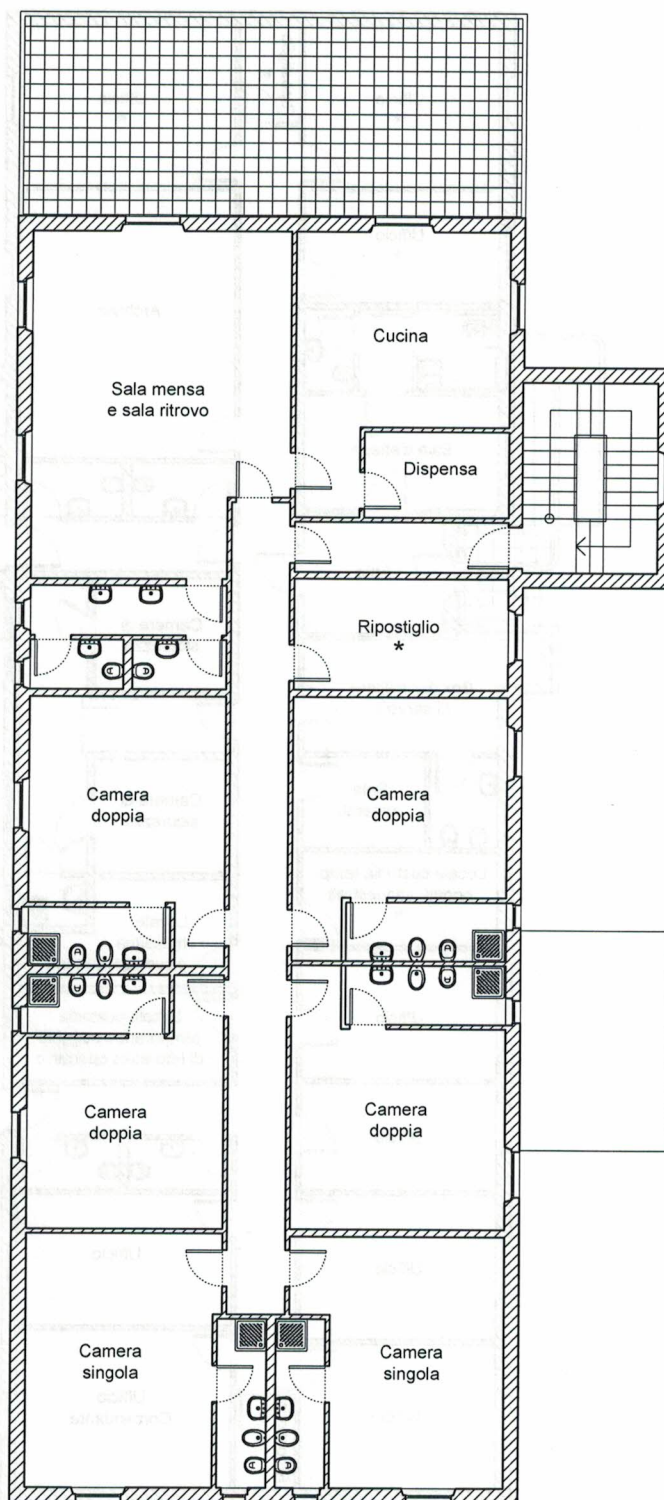 Cucina
Sala mensa
e sala ritrovo
Dispensa
Ripostiglio
*
Camera
doppia
Camera
doppia
Camera
doppia
Camera
doppia
Camera
singola
Camera
singola